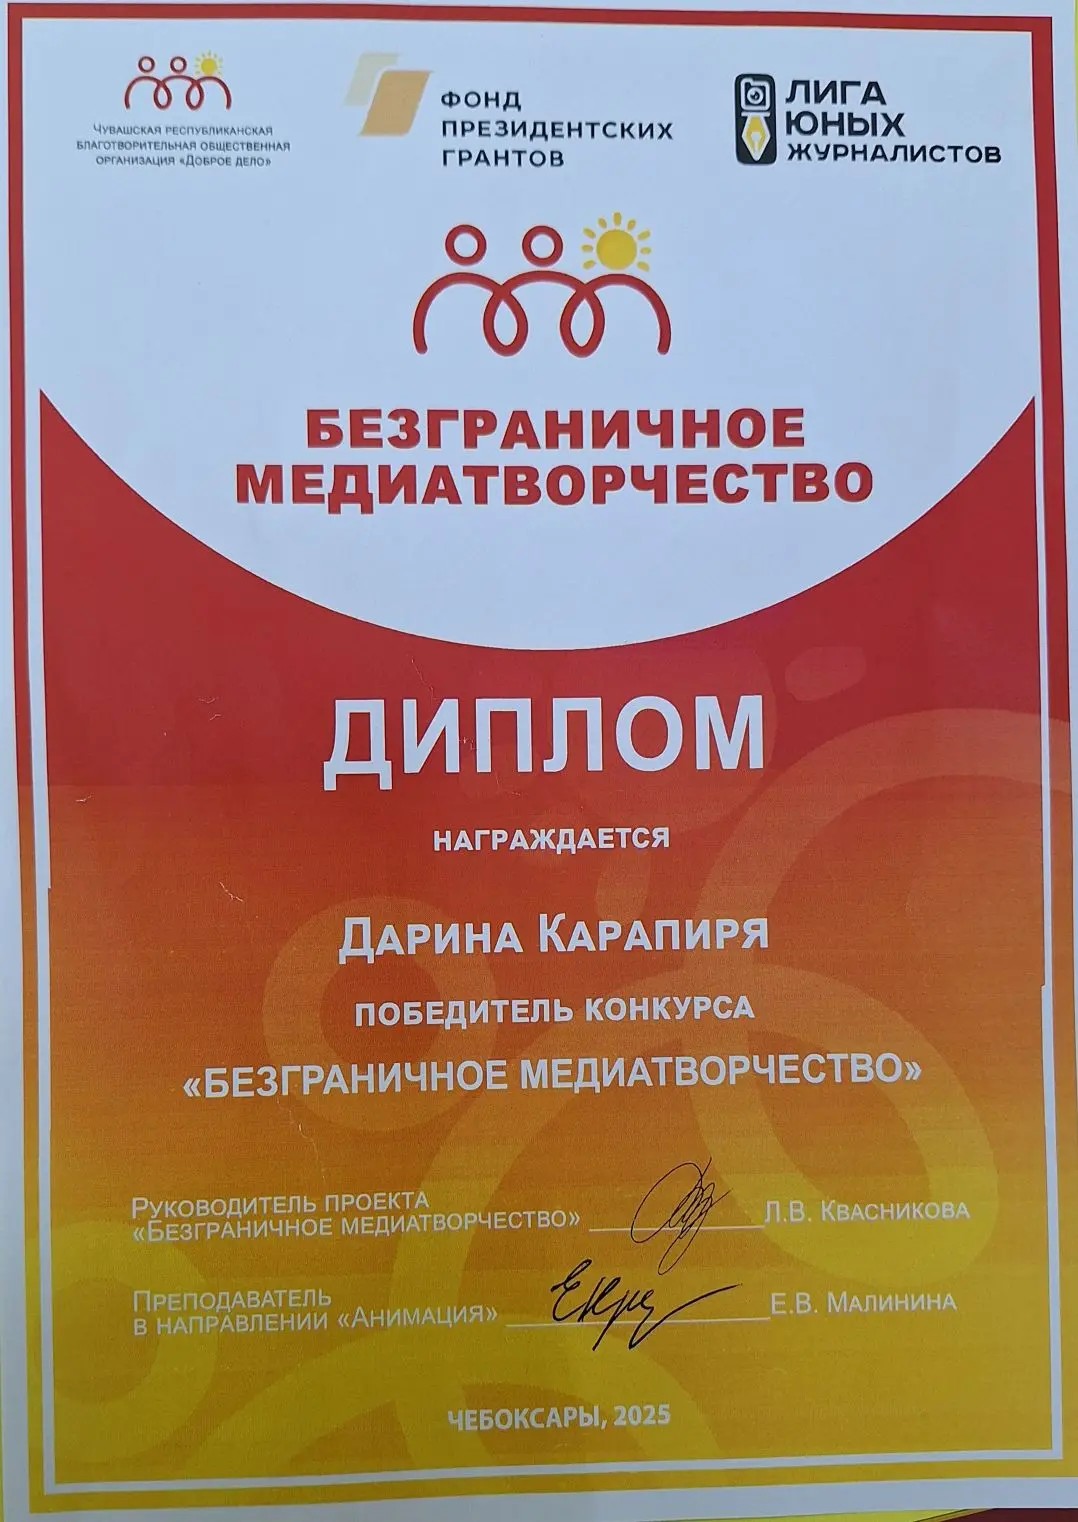 Чувашская республиканская
благотворительная общественная
организация «Доброе дело»
ФОНД
ПРЕЗИДЕНТСКИХ
ГРАНТОВ
ЛИГА
ЮНЫХ
ЖУРНАЛИСТОВ
БЕЗГРАНИЧНОЕ
МЕДИАТВОРЧЕСТВО
ДИПЛОМ
НАГРАЖДАЕТСЯ
ДАРИНА КАРАПИРЯ
ПОБЕДИТЕЛЬ КОНКУРСА
«БЕЗГРАНИЧНОЕ МЕДИАТВОРЧЕСТВО»
Руководитель проекта
«Безграничное медиатворчество» Л.В. Квасникова
Преподаватель
в направлении «Анимация» Е.В. Малинина
ЧЕБОКСАРЫ, 2025